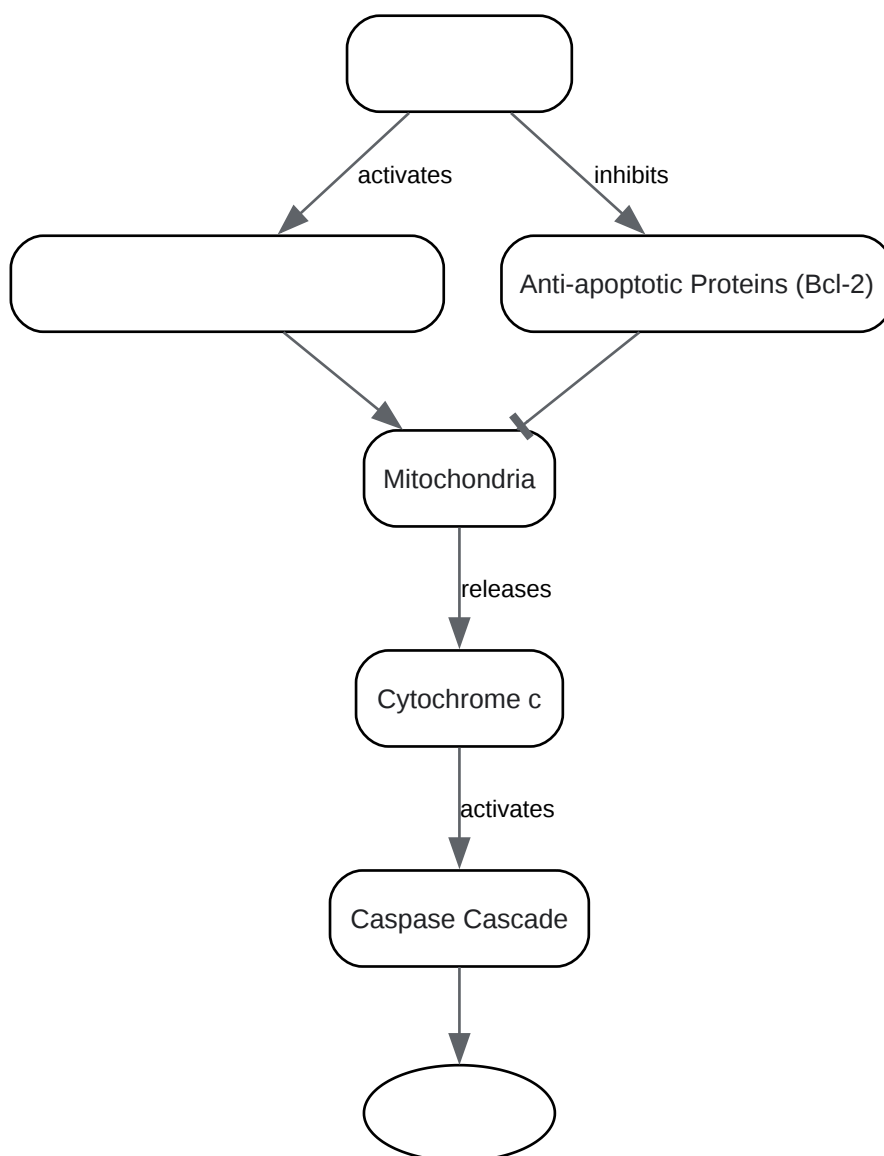 activates
inhibits
Anti-apoptotic Proteins (Bcl-2)
Mitochondria
releases
Cytochrome c
activates
Caspase Cascade